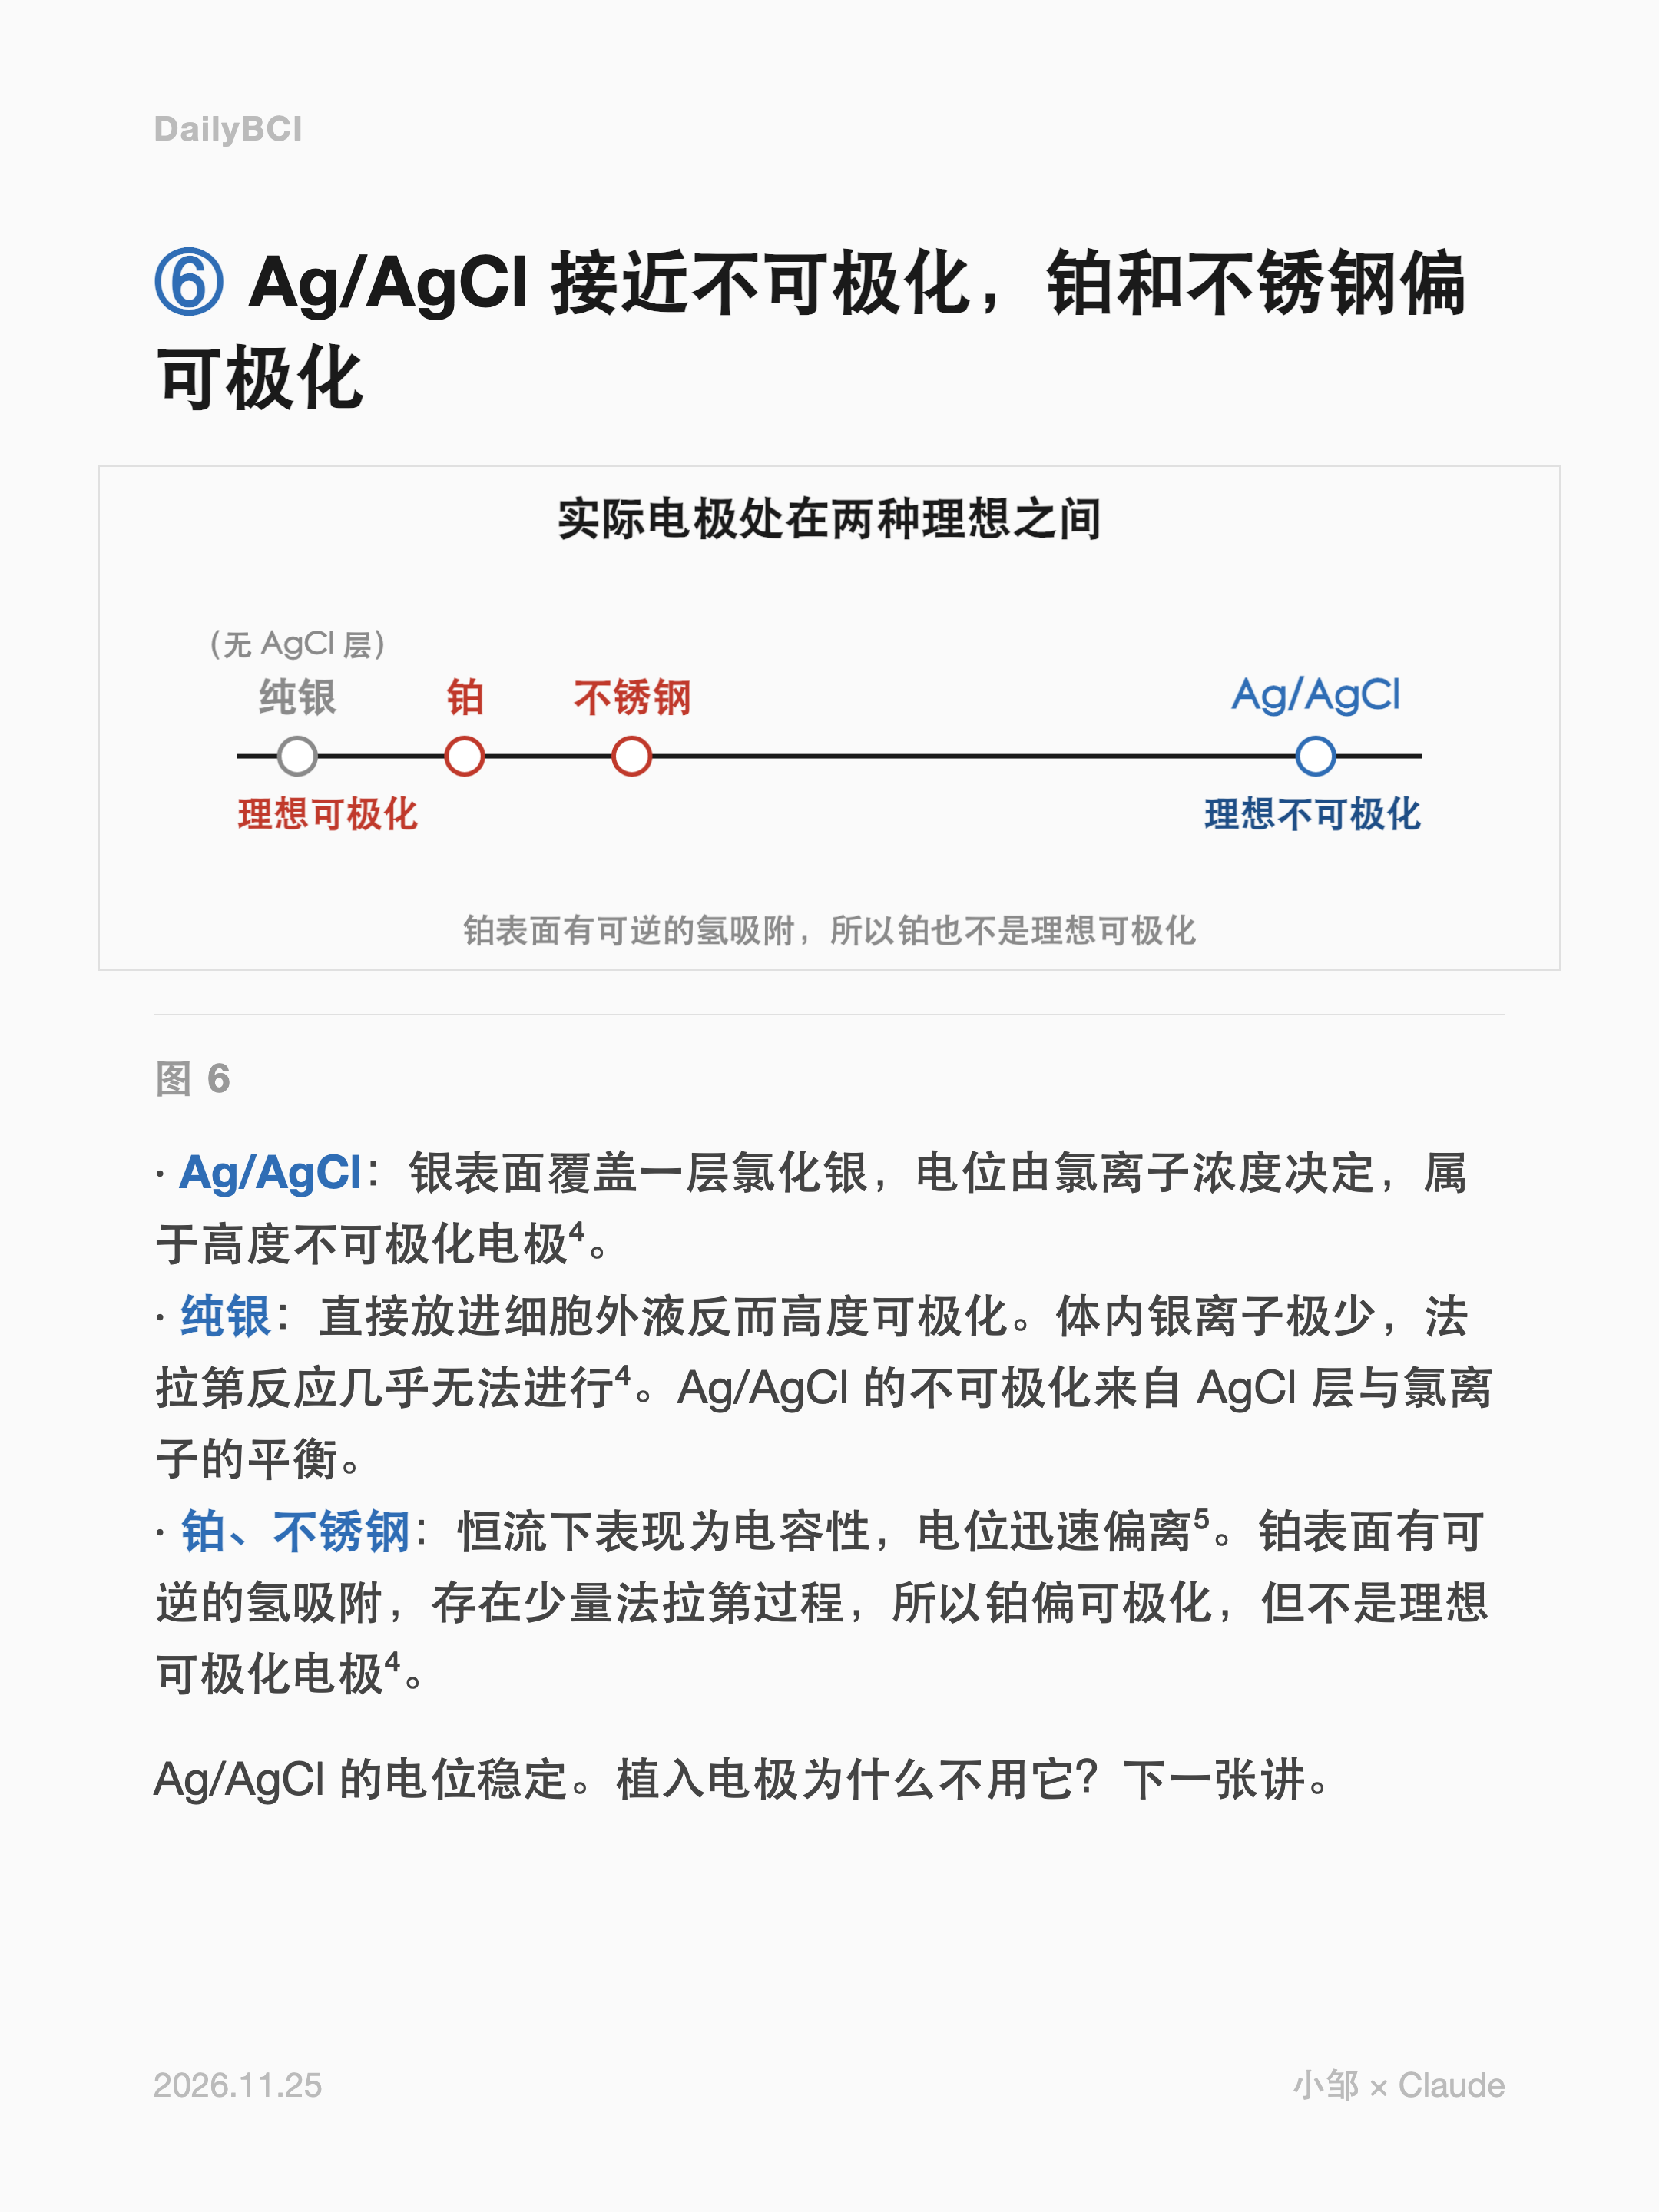 DailyBCI
⑥ Ag/AgCl 接近不可极化，铂和不锈钢偏
可极化
实际电极处在两种理想之间
（无 AgCl 层）
纯银 铂 不锈钢 Ag/AgCl
理想可极化 理想不可极化
铂表面有可逆的氢吸附，所以铂也不是理想可极化
图 6
· Ag/AgCl：银表面覆盖一层氯化银，电位由氯离子浓度决定，属
于高度不可极化电极⁴。
· 纯银：直接放进细胞外液反而高度可极化。体内银离子极少，法
拉第反应几乎无法进行⁴。Ag/AgCl 的不可极化来自 AgCl 层与氯离
子的平衡。
· 铂、不锈钢：恒流下表现为电容性，电位迅速偏离⁵。铂表面有可
逆的氢吸附，存在少量法拉第过程，所以铂偏可极化，但不是理想
可极化电极⁴。
Ag/AgCl 的电位稳定。植入电极为什么不用它？下一张讲。
2026.11.25 小邹 × Claude